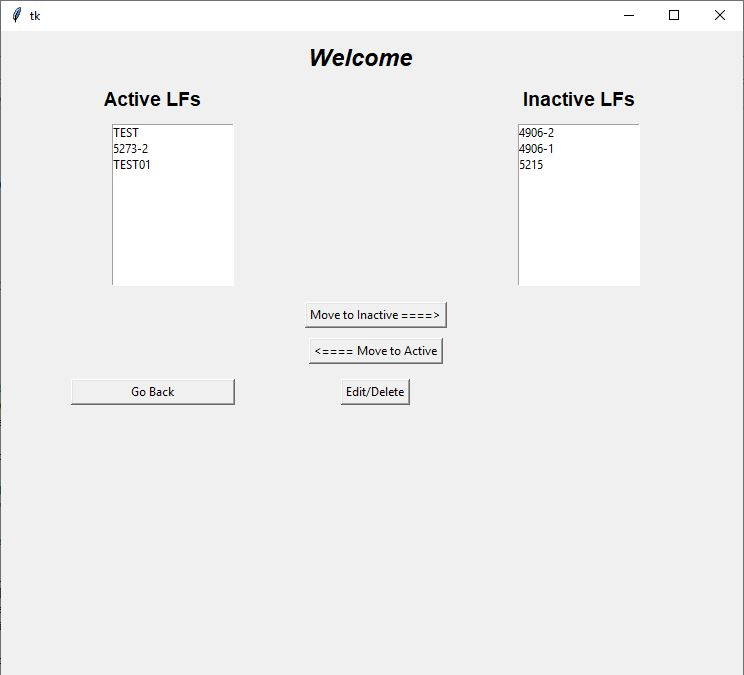 tk
Welcome
Active LFs
Inactive LFs
TEST
5273-2
TEST01
4906-2
4906-1
5215
Move to Inactive ====>
<==== Move to Active
Go Back
Edit/Delete